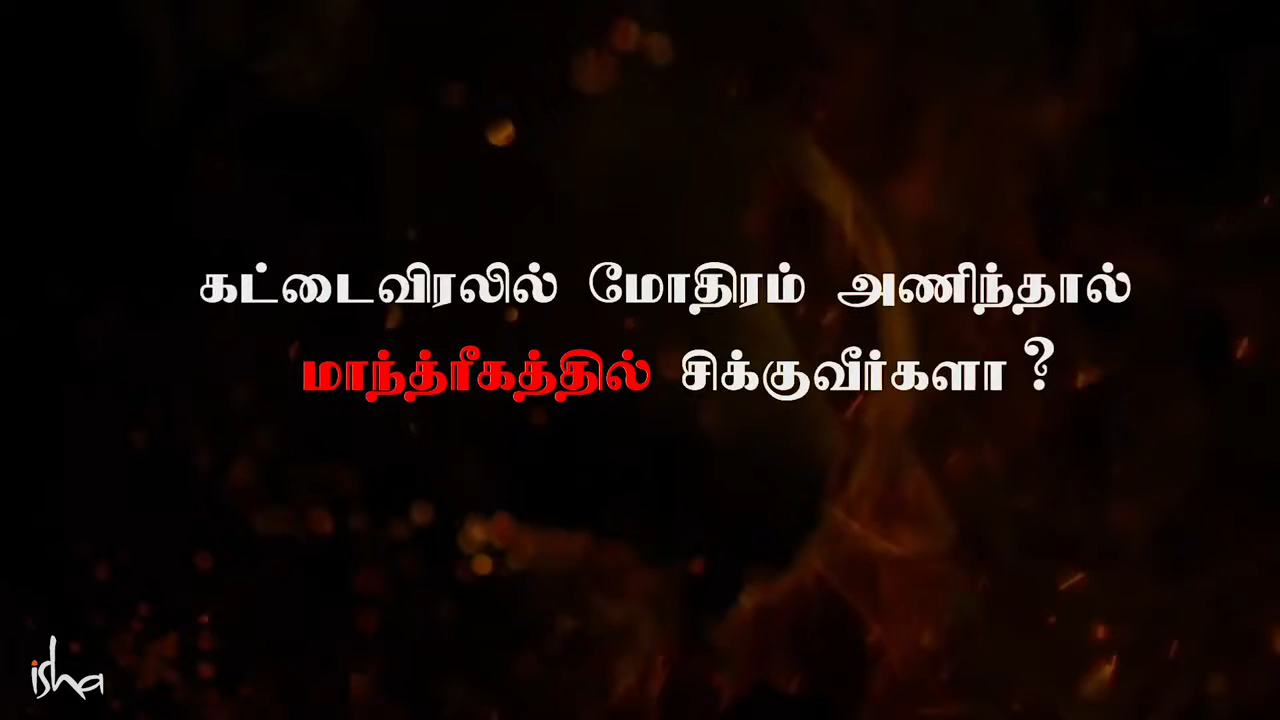 கட்டைவிரலில் மோதிரம் அணிந்தால்
மாந்த்ரீகத்தில் சிக்குவீர்களா ?
isha